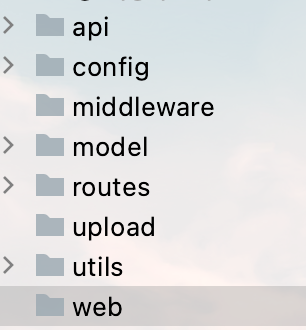 api
config
middleware
model
routes
upload
utils
web